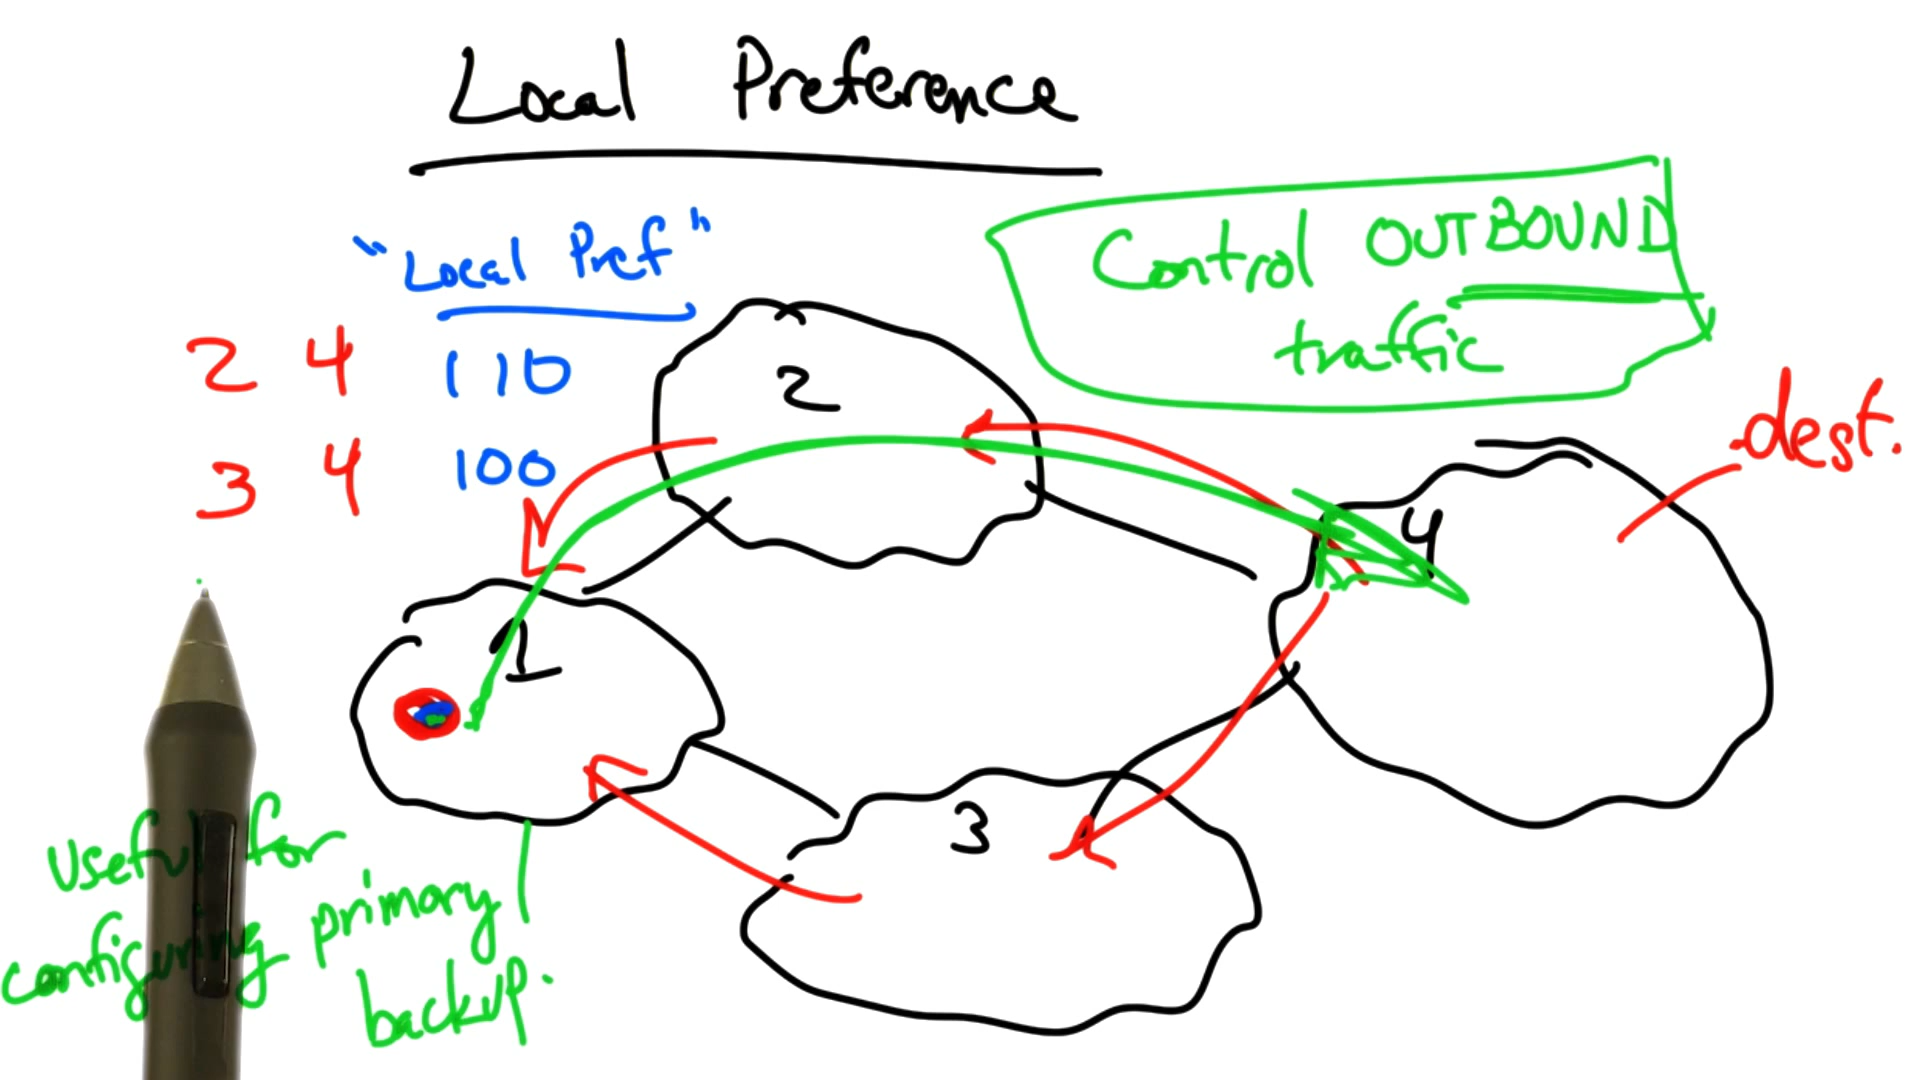 Local Preference
"Local Pref"
Control OUTBOUND
traffic
2 4 110
3 4 100
2
dest.
4
1
3
Useful for
configuring primary/
backup.